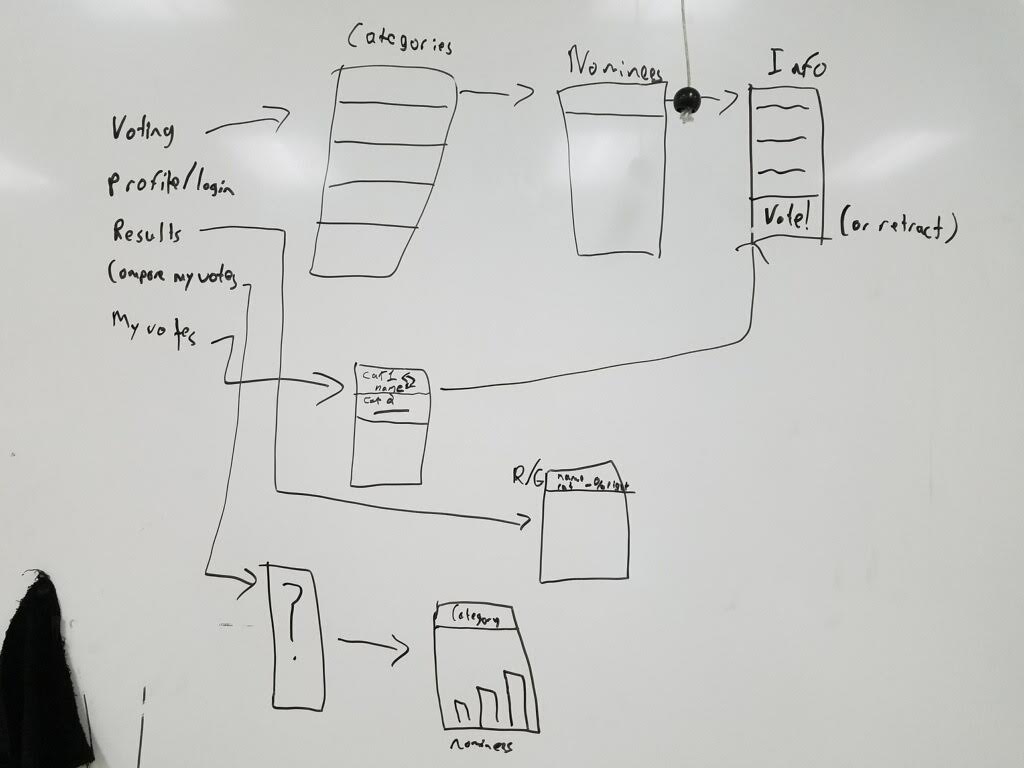 Categories
Nominees
Info
Voting
Profile/login
Results
Compare my votes
My votes
Vote!
(or retract)
Cat 1
name
Cat 2
R/G
name
cat - % right
?
Category
Nominees